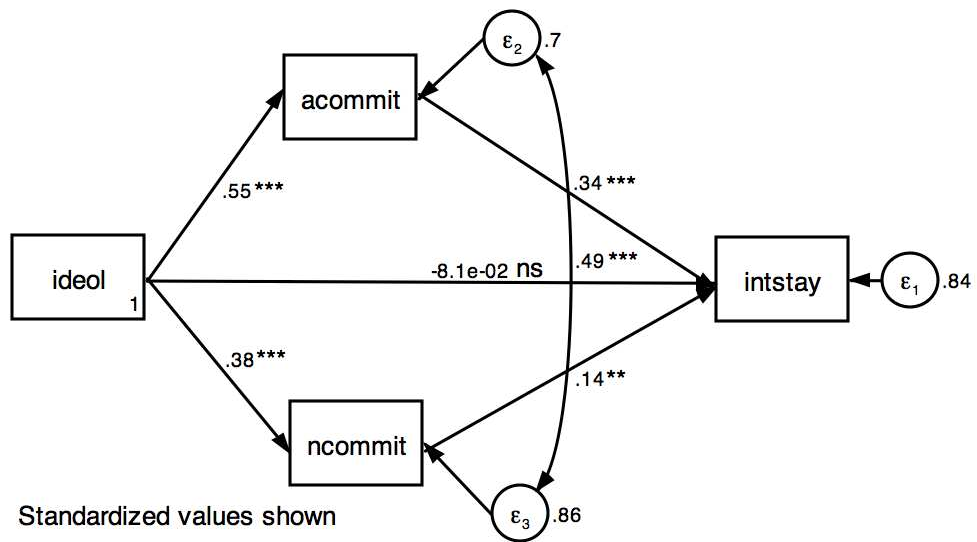 ε2 .7
acommit
.34 ***
.55 ***
ideol
1
-8.1e-02 ns
.49 ***
intstay
ε1 .84
.38 ***
.14 **
ncommit
ε3 .86
Standardized values shown